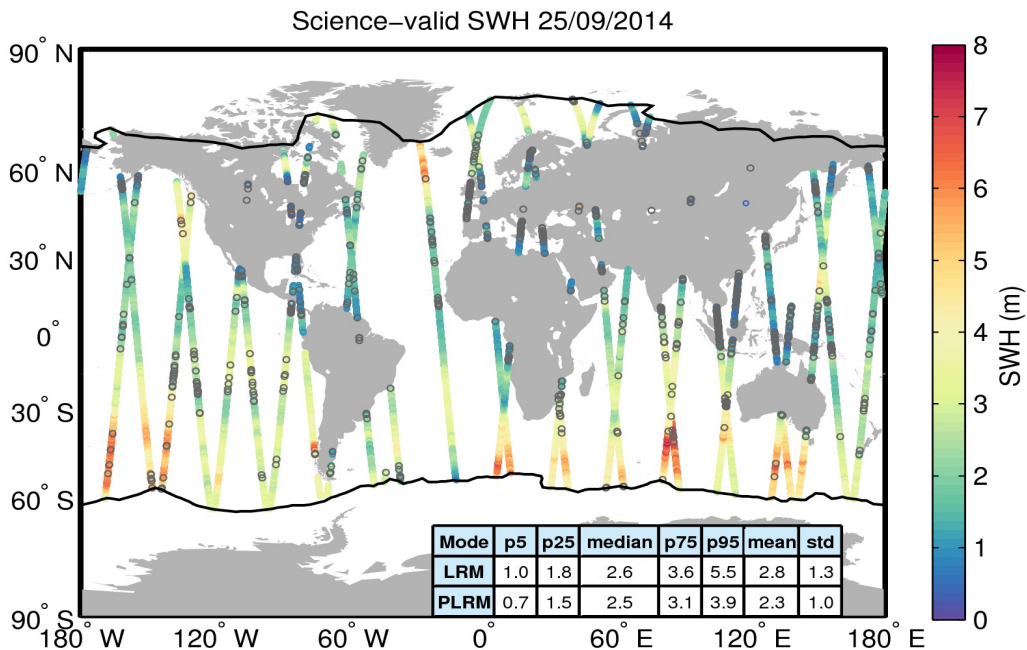 Science−valid SWH 25/09/2014
90° N
60° N
30° N
0°
30° S
60° S
90° S
180° W
120° W
60° W
0°
60° E
120° E
180° E
Mode p5 p25 median p75 p95 mean std
LRM 1.0 1.8 2.6 3.6 5.5 2.8 1.3
PLRM 0.7 1.5 2.5 3.1 3.9 2.3 1.0
8
7
6
5
4
3
2
1
0
SWH (m)